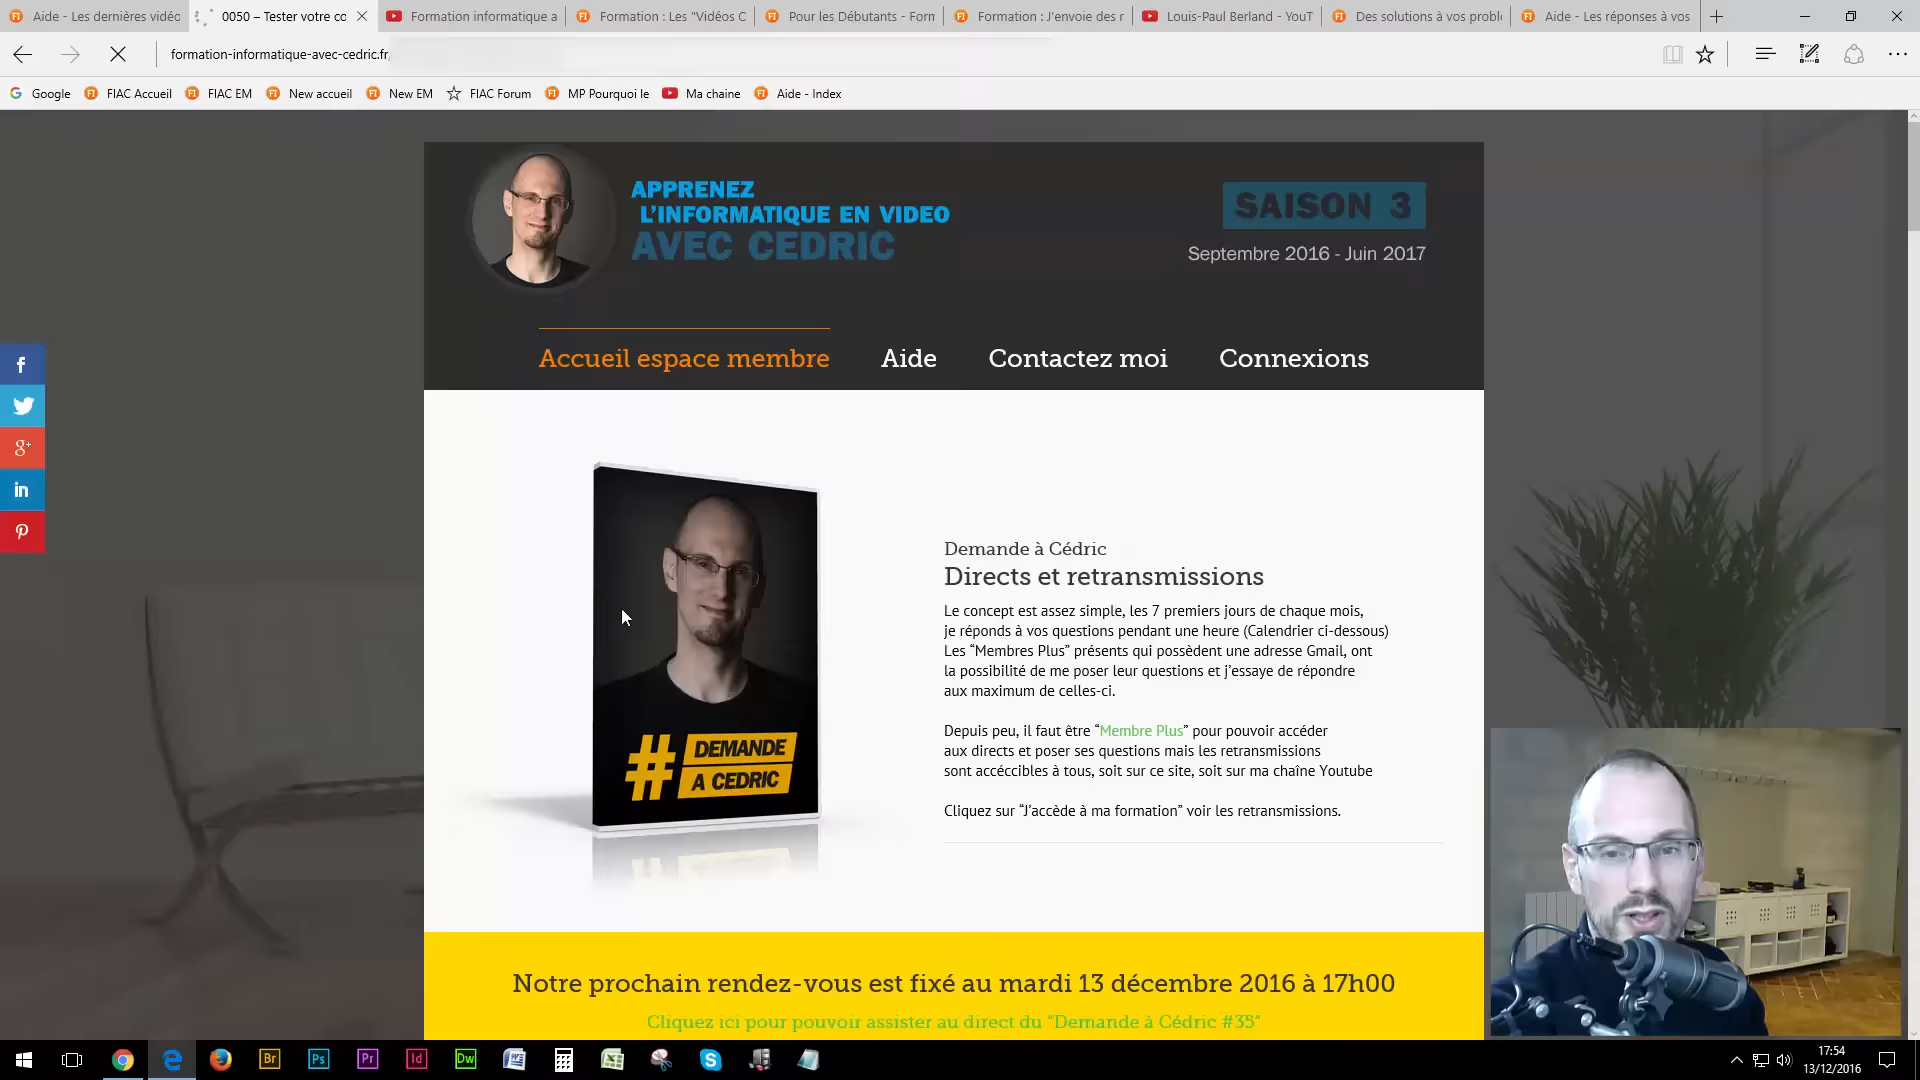 Aide - Les dernières vidéo
0050 – Tester votre co
Formation informatique a
Formation : Les "Vidéos C
Pour les Débutants - Form
Formation : J'envoie des r
Louis-Paul Berland - YouT
Des solutions à vos probl
Aide - Les réponses à vos
formation-informatique-avec-cedric.fr
Google
FIAC Accueil
FIAC EM
New accueil
New EM
FIAC Forum
MP Pourquoi le
Ma chaine
Aide - Index
APPRENEZ
L'INFORMATIQUE EN VIDEO
AVEC CEDRIC
SAISON 3
Septembre 2016 - Juin 2017
Accueil espace membre
Aide
Contactez moi
Connexions
# DEMANDE
A CEDRIC
Demande à Cédric
Directs et retransmissions
Le concept est assez simple, les 7 premiers jours de chaque mois,
je réponds à vos questions pendant une heure (Calendrier ci-dessous)
Les “Membres Plus” présents qui possèdent une adresse Gmail, ont
la possibilité de me poser leur questions et j’essaye de répondre
aux maximum de celles-ci.
Depuis peu, il faut être “Membre Plus” pour pouvoir accéder
aux directs et poser ses questions mais les retransmissions
sont accéccibles à tous, soit sur ce site, soit sur ma chaîne Youtube
Cliquez sur “J’accède à ma formation” voir les retransmissions.
Notre prochain rendez-vous est fixé au mardi 13 décembre 2016 à 17h00
Cliquez ici pour pouvoir assister au direct du “Demande à Cédric #35”
Br
Ps
Pr
Id
Dw
17:54
13/12/2016